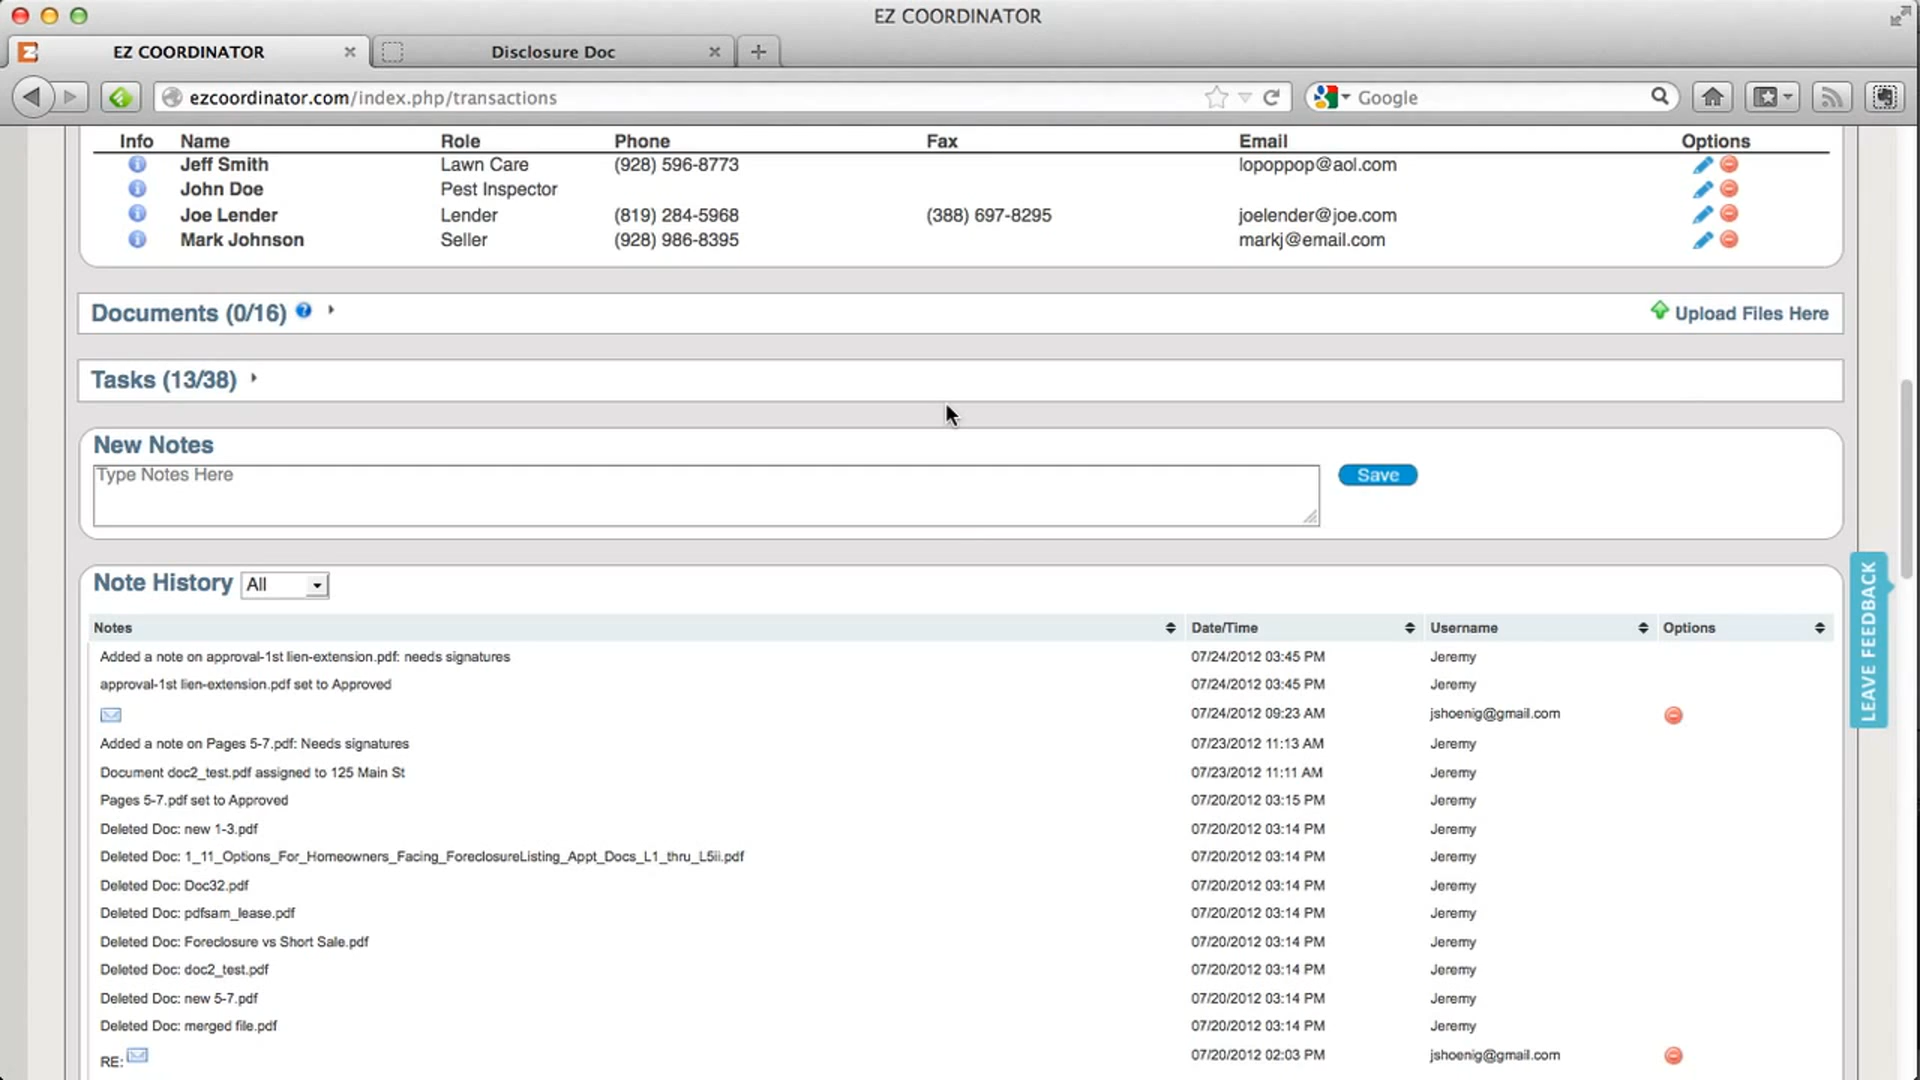 EZ COORDINATOR
EZ COORDINATOR
Disclosure Doc
ezcoordinator.com/index.php/transactions
Google
Info Name Role Phone Fax Email Options
Jeff Smith Lawn Care (928) 596-8773 lopoppop@aol.com
John Doe Pest Inspector
Joe Lender Lender (819) 284-5968 (388) 697-8295 joelender@joe.com
Mark Johnson Seller (928) 986-8395 markj@email.com
Documents (0/16) ? Upload Files Here
Tasks (13/38)
New Notes
Type Notes Here
Save
Note History All
LEAVE FEEDBACK
Notes Date/Time Username Options
Added a note on approval-1st lien-extension.pdf: needs signatures 07/24/2012 03:45 PM Jeremy
approval-1st lien-extension.pdf set to Approved 07/24/2012 03:45 PM Jeremy
07/24/2012 09:23 AM jshoenig@gmail.com
Added a note on Pages 5-7.pdf: Needs signatures 07/23/2012 11:13 AM Jeremy
Document doc2_test.pdf assigned to 125 Main St 07/23/2012 11:11 AM Jeremy
Pages 5-7.pdf set to Approved 07/20/2012 03:15 PM Jeremy
Deleted Doc: new 1-3.pdf 07/20/2012 03:14 PM Jeremy
Deleted Doc: 1_11_Options_For_Homeowners_Facing_ForeclosureListing_Appt_Docs_L1_thru_L5ii.pdf 07/20/2012 03:14 PM Jeremy
Deleted Doc: Doc32.pdf 07/20/2012 03:14 PM Jeremy
Deleted Doc: pdfsam_lease.pdf 07/20/2012 03:14 PM Jeremy
Deleted Doc: Foreclosure vs Short Sale.pdf 07/20/2012 03:14 PM Jeremy
Deleted Doc: doc2_test.pdf 07/20/2012 03:14 PM Jeremy
Deleted Doc: new 5-7.pdf 07/20/2012 03:14 PM Jeremy
Deleted Doc: merged file.pdf 07/20/2012 03:14 PM Jeremy
RE: 07/20/2012 02:03 PM jshoenig@gmail.com